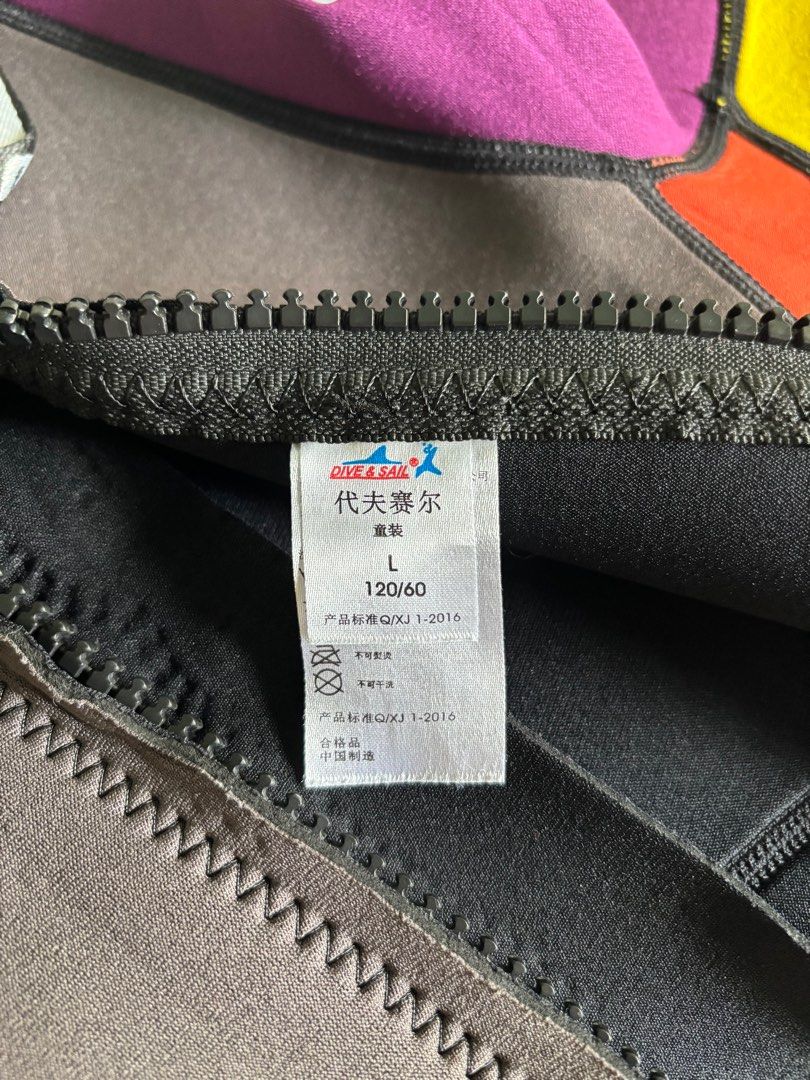 DIVE & SAIL®
代夫赛尔
童装
L
120/60
产品标准Q/XJ 1-2016
公司
不可熨烫
不可干洗
产品标准Q/XJ 1-2016
合格品
中国制造